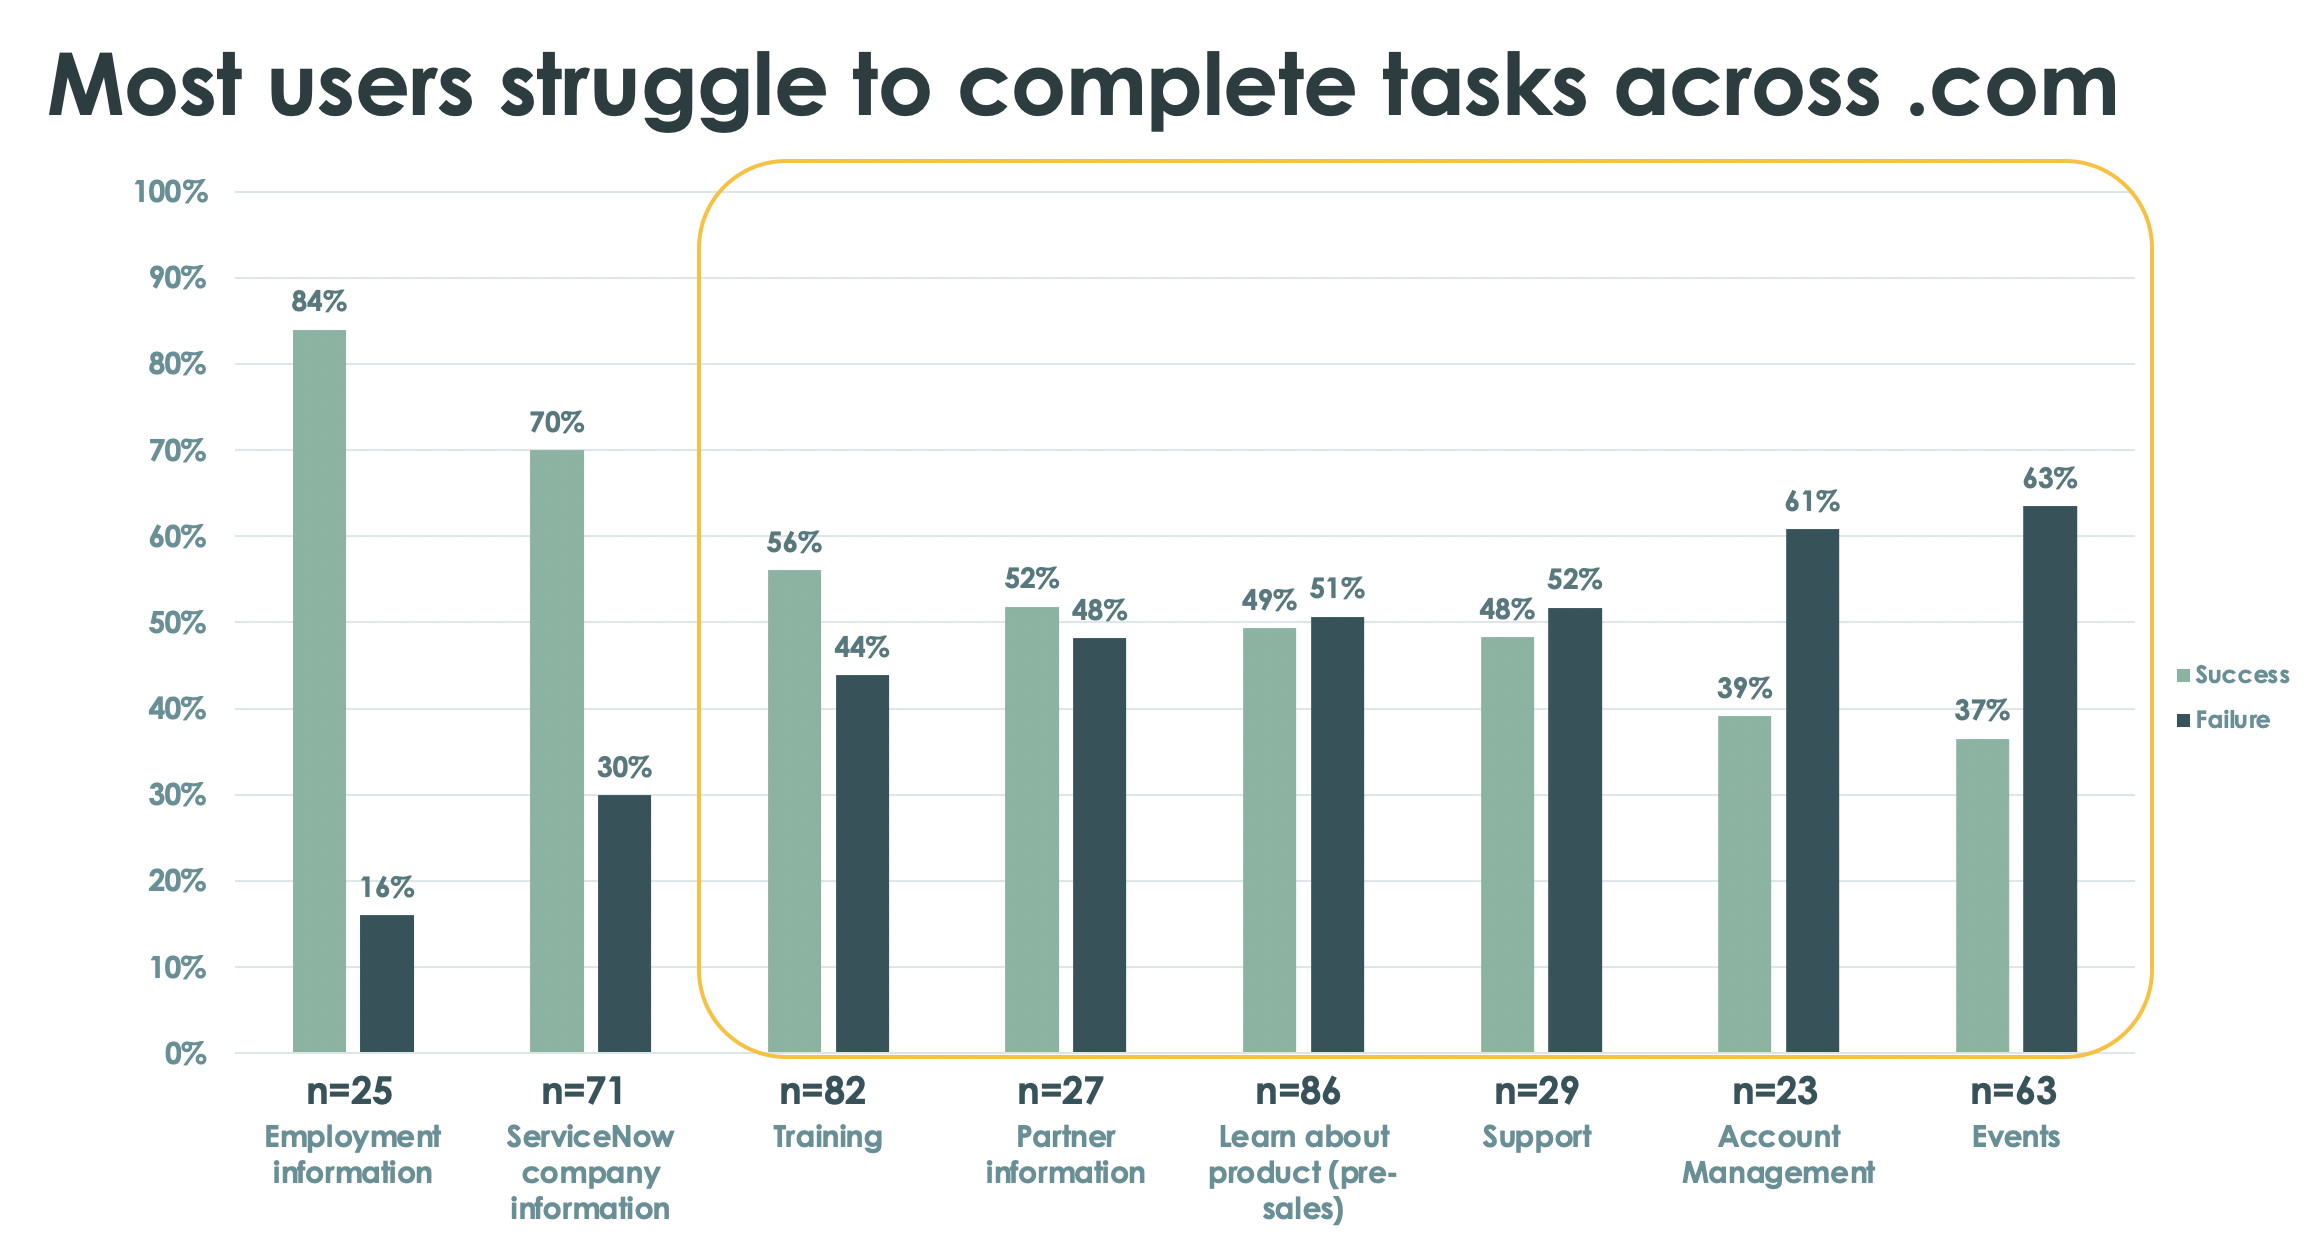 Most users struggle to complete tasks across .com
100%
90%
80%
70%
60%
50%
40%
30%
20%
10%
0%
84%
16%
70%
30%
56%
44%
52%
48%
49%
51%
48%
52%
39%
61%
37%
63%
Success
Failure
n=25
n=71
n=82
n=27
n=86
n=29
n=23
n=63
Employment
information
ServiceNow
company
information
Training
Partner
information
Learn about
product (pre-
sales)
Support
Account
Management
Events